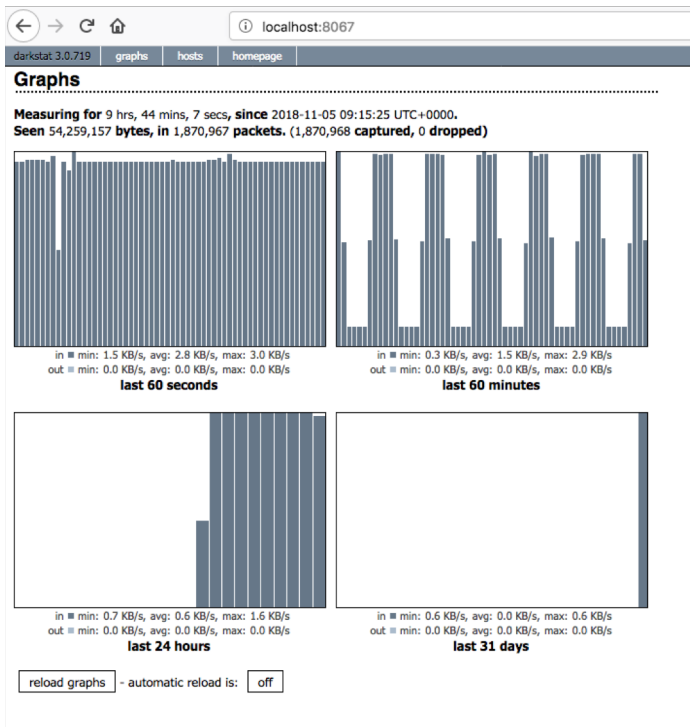 localhost:8067
darkstat 3.0.719 graphs hosts homepage
Graphs
Measuring for 9 hrs, 44 mins, 7 secs, since 2018-11-05 09:15:25 UTC+0000.
Seen 54,259,157 bytes, in 1,870,967 packets. (1,870,968 captured, 0 dropped)
in min: 1.5 KB/s, avg: 2.8 KB/s, max: 3.0 KB/s
out min: 0.0 KB/s, avg: 0.0 KB/s, max: 0.0 KB/s
last 60 seconds
in min: 0.3 KB/s, avg: 1.5 KB/s, max: 2.9 KB/s
out min: 0.0 KB/s, avg: 0.0 KB/s, max: 0.0 KB/s
last 60 minutes
in min: 0.7 KB/s, avg: 0.6 KB/s, max: 1.6 KB/s
out min: 0.0 KB/s, avg: 0.0 KB/s, max: 0.0 KB/s
last 24 hours
in min: 0.6 KB/s, avg: 0.0 KB/s, max: 0.6 KB/s
out min: 0.0 KB/s, avg: 0.0 KB/s, max: 0.0 KB/s
last 31 days
reload graphs - automatic reload is: off